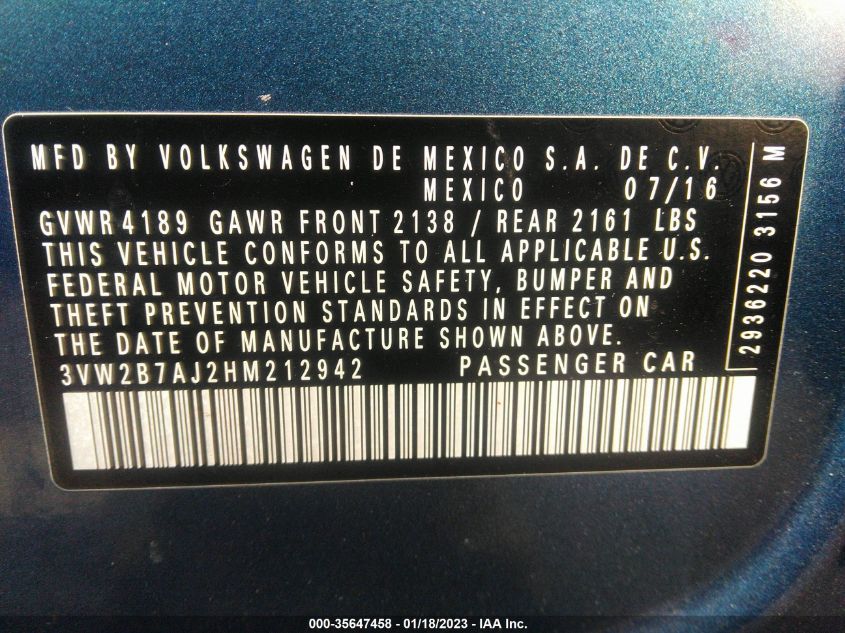 MFD BY VOLKSWAGEN DE MEXICO S.A. DE C.V.
MEXICO 07/16
GVWR 4189 GAWR FRONT 2138 / REAR 2161 LBS
THIS VEHICLE CONFORMS TO ALL APPLICABLE U.S.
FEDERAL MOTOR VEHICLE SAFETY, BUMPER AND
THEFT PREVENTION STANDARDS IN EFFECT ON
THE DATE OF MANUFACTURE SHOWN ABOVE.
3VW2B7AJ2HM212942 PASSENGER CAR
2936220 3156 M
000-35647458 - 01/18/2023 - IAA Inc.